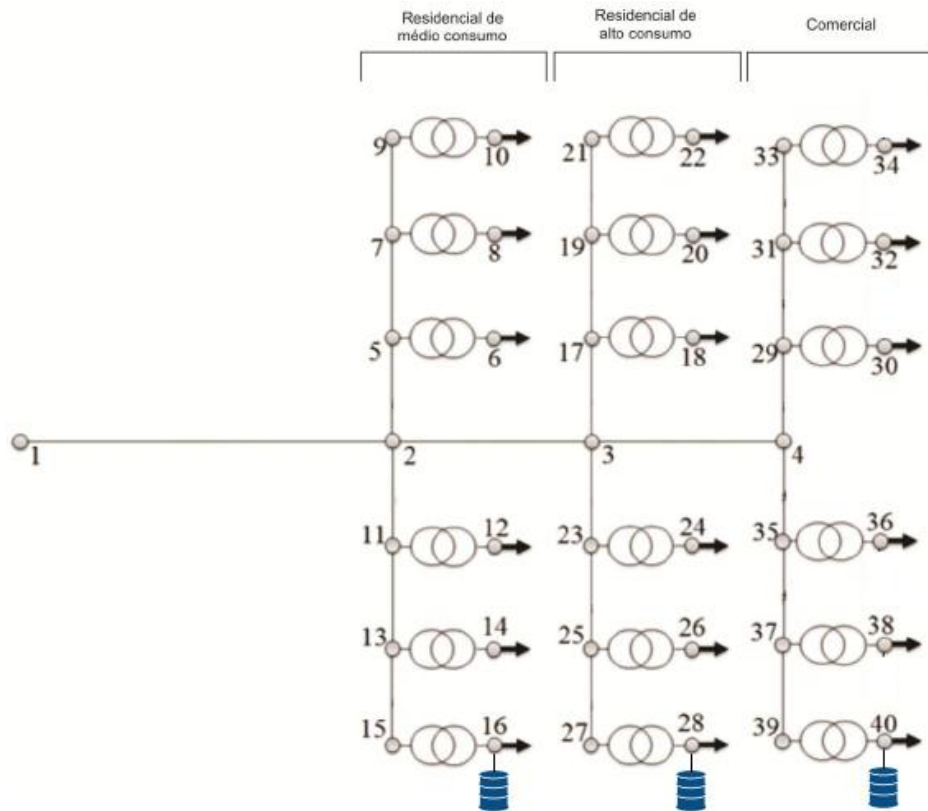 Residencial de
médio consumo
Residencial de
alto consumo
Comercial
9 10 21 22 33 34
7 8 19 20 31 32
5 6 17 18 29 30
1 2 3 4
11 12 23 24 35 36
13 14 25 26 37 38
15 16 27 28 39 40